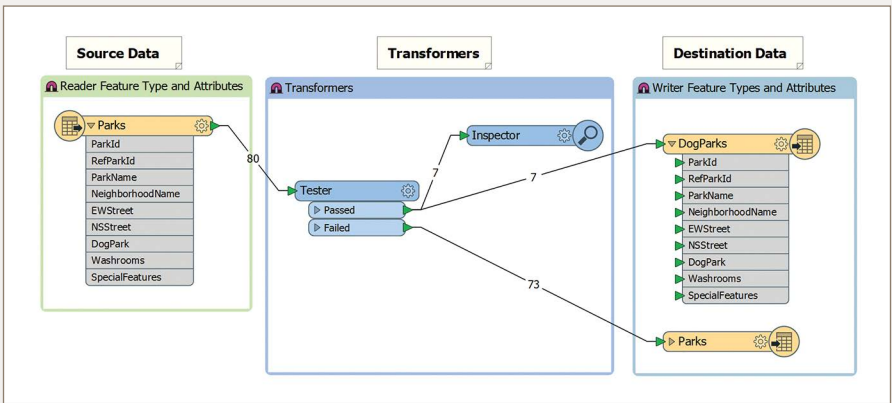 Source Data
Transformers
Destination Data
Reader Feature Type and Attributes
Parks
ParkId
RefParkId
ParkName
NeighborhoodName
EWStreet
NSStreet
DogPark
Washrooms
SpecialFeatures
80
Transformers
Tester
Passed
Failed
7
Inspector
7
73
Writer Feature Types and Attributes
DogParks
ParkId
RefParkId
ParkName
NeighborhoodName
EWStreet
NSStreet
DogPark
Washrooms
SpecialFeatures
Parks